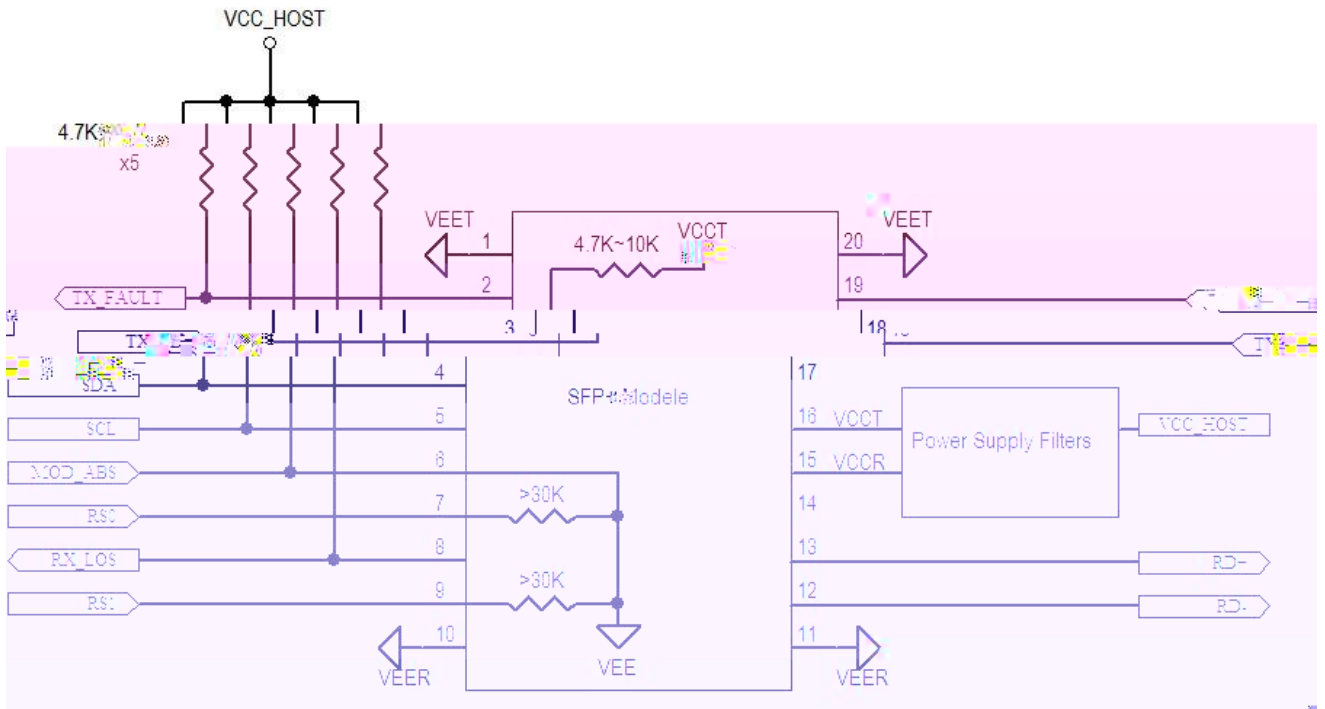 VCC_HOST
4.7K
x5
VEET
1
4.7K~10K
VCCT
20
VEET
TX_FAULT
2
19
TX
3
18
SDA
4
17
SCL
5
16
VCCT
Power Supply Filters
VCC_HOST
MOD_ABS
6
15
VCCR
RS0
7
>30K
14
RX_LOS
8
13
RD+
RS1
9
>30K
12
RD-
10
11
VEER
VEE
VEER